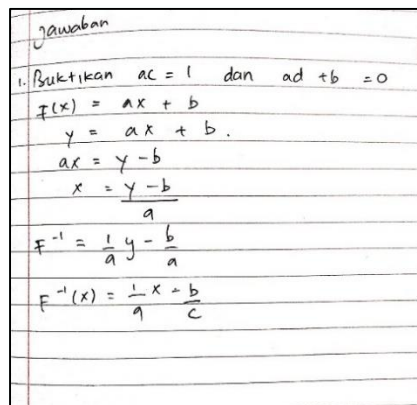 Jawaban
1. Buktikan ac = 1 dan ad + b = 0
F(x) = ax + b
y = ax + b.
ax = y - b
x = y - b / a
F⁻¹ = 1/a y - b/a
F⁻¹(x) = 1/a x - b/c